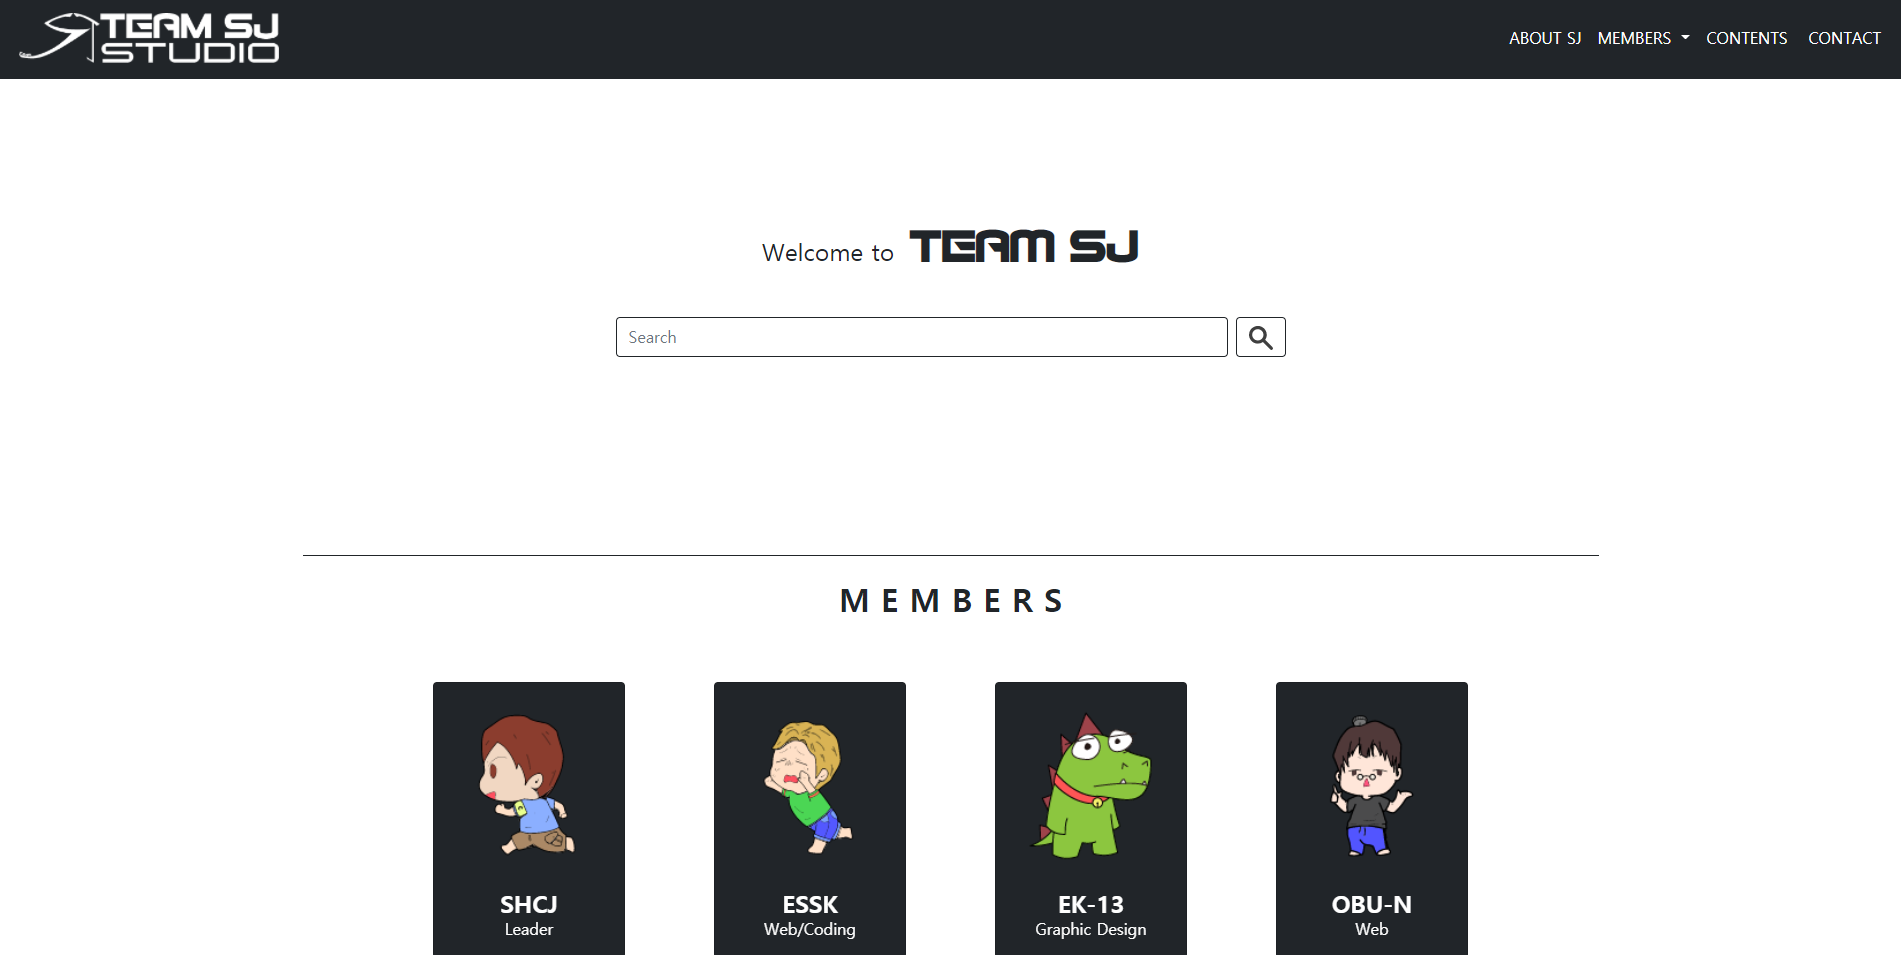 TEAM SJ
STUDIO
ABOUT SJ MEMBERS CONTENTS CONTACT
Welcome to TEAM SJ
Search
MEMBERS
SHCJ
Leader
ESSK
Web/Coding
EK-13
Graphic Design
OBU-N
Web